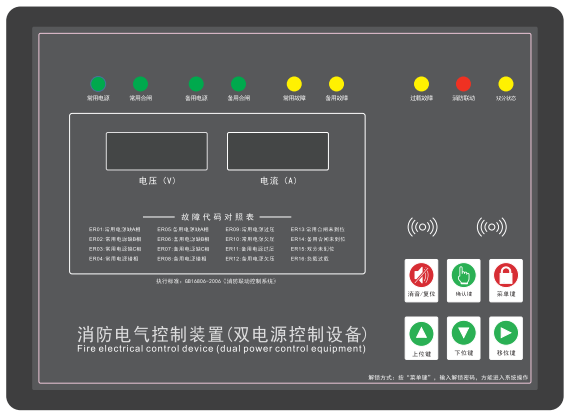 常用电源 常用合闸 备用电源 备用合闸 常用故障 备用故障 过载故障 消防联动 双分状态
电压（V） 电流（A）
故障代码对照表
ER01:常用电源缺A相 ER05:备用电源缺A相 ER09:常用电源过压 ER13:常用合闸未到位
ER02:常用电源缺B相 ER06:备用电源缺B相 ER10:常用电源欠压 ER14:备用合闸未到位
ER03:常用电源缺C相 ER07:备用电源缺C相 ER11:备用电源过压 ER15:双分未到位
ER04:常用电源错相 ER08:备用电源错相 ER12:备用电源欠压 ER16:负载过载
执行标准：GB16806-2006《消防联动控制系统》
消音/复位 确认键 菜单键
消防电气控制装置(双电源控制设备)
Fire electrical control device (dual power control equipment)
上位键 下位键 移位键
解锁方式：按“菜单键”，输入解锁密码，方能进入系统操作